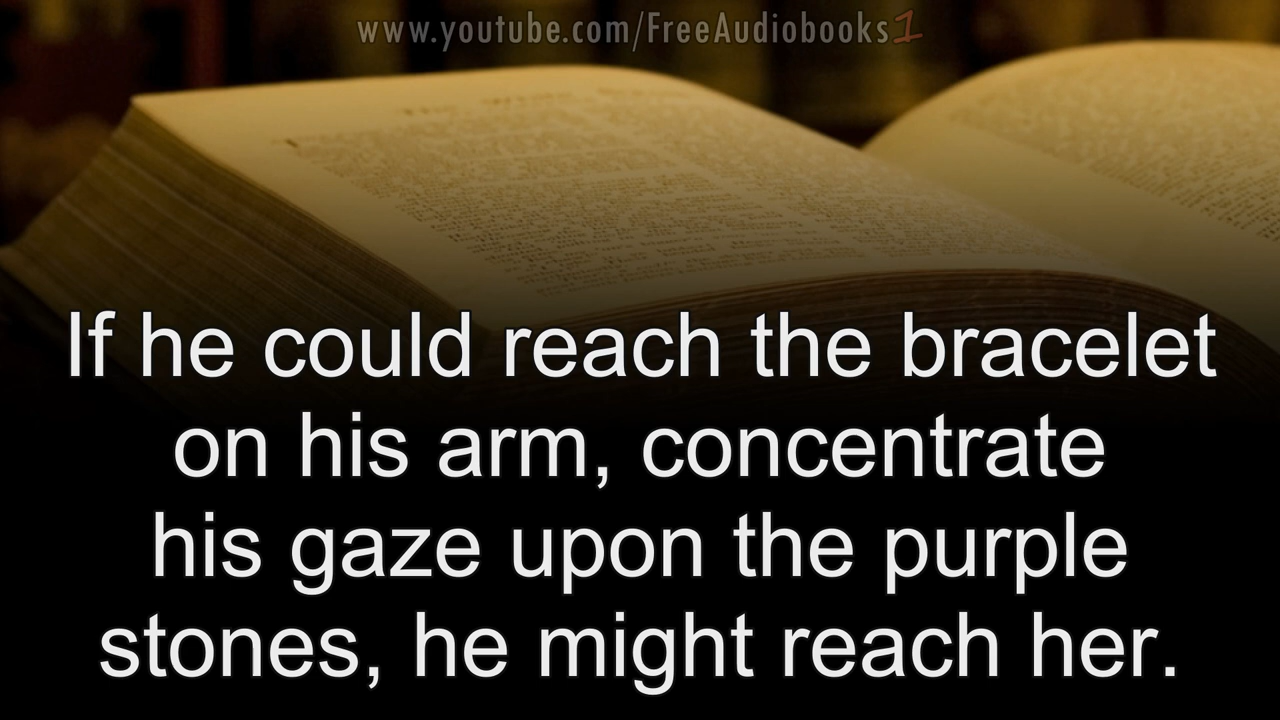 www.youtube.com/FreeAudiobooks1
If he could reach the bracelet
on his arm, concentrate
his gaze upon the purple
stones, he might reach her.